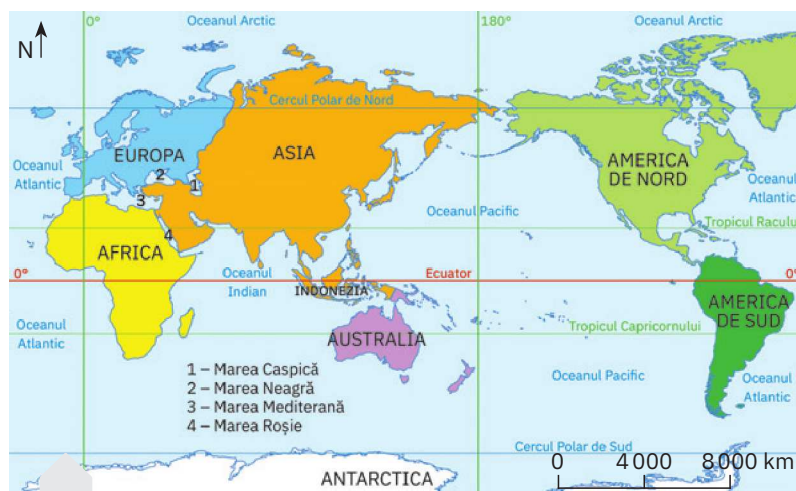 0°
Oceanul Arctic
180°
Oceanul Arctic
N
Cercul Polar de Nord
EUROPA
ASIA
AMERICA
DE NORD
Oceanul
Atlantic
Oceanul
Atlantic
2
1
3
4
Oceanul Pacific
Tropicul Racului
AFRICA
0°
Oceanul
Indian
Ecuator
0°
INDONEZIA
AMERICA
DE SUD
Oceanul
Atlantic
AUSTRALIA
Tropicul Capricornului
1 – Marea Caspică
2 – Marea Neagră
3 – Marea Mediterană
4 – Marea Roșie
Oceanul Pacific
Oceanul
Atlantic
Cercul Polar de Sud
ANTARCTICA
0 4 000 8 000 km